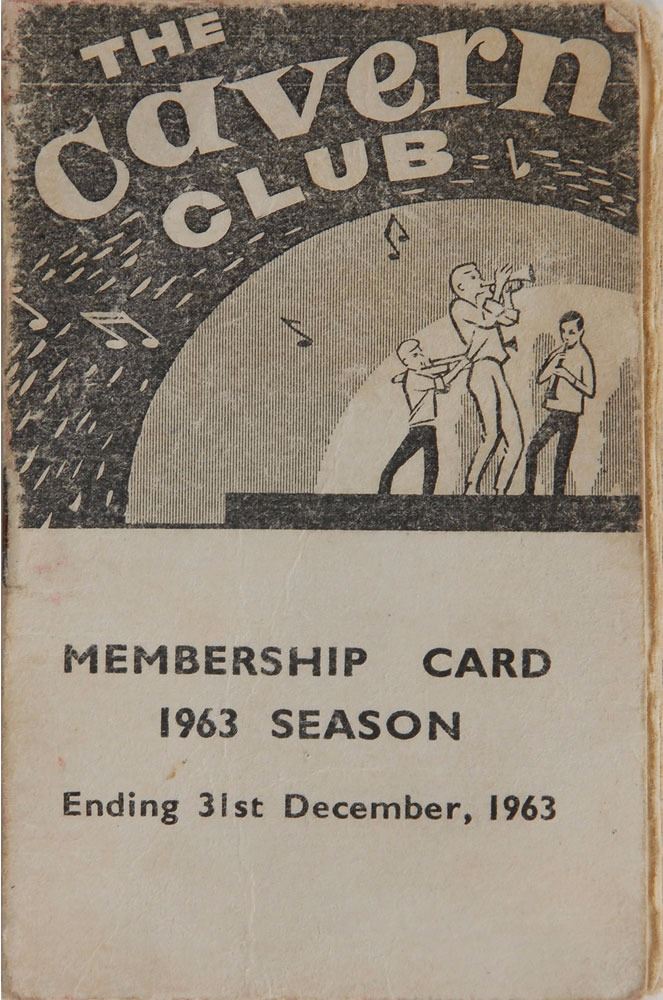 THE
Cavern
CLUB
MEMBERSHIP CARD
1963 SEASON
Ending 31st December, 1963